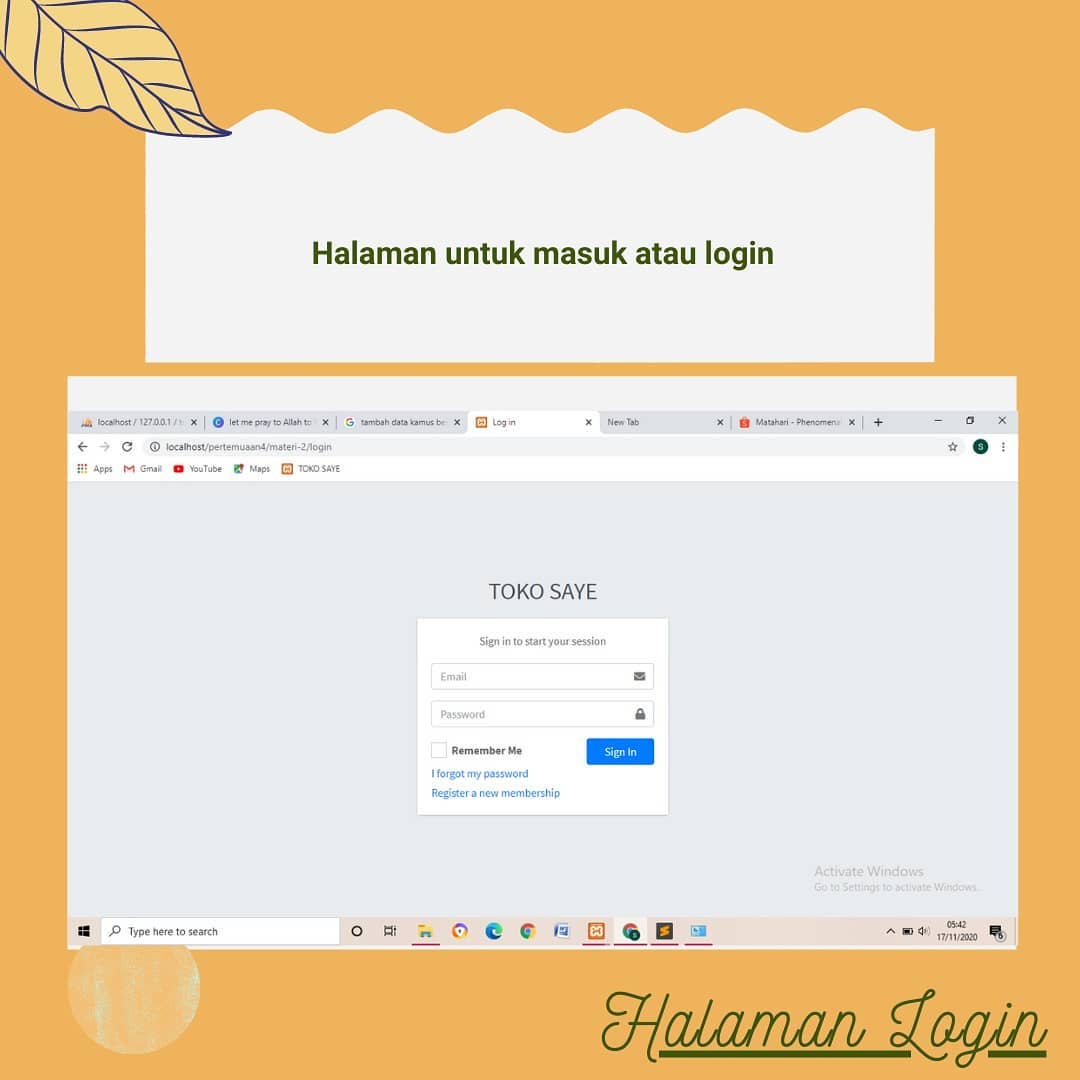 Halaman untuk masuk atau login
localhost / 127.0.0.1 /
let me pray to Allah to
tambah data kamus be
Log in
New Tab
Matahari - Phenomena
localhost/pertemuaan4/materi-2/login
S
Apps
Gmail
YouTube
Maps
TOKO SAYE
TOKO SAYE
Sign in to start your session
Email
Password
Remember Me
Sign In
I forgot my password
Register a new membership
Activate Windows
Go to Settings to activate Windows.
Type here to search
05:42
17/11/2020
Halaman Login